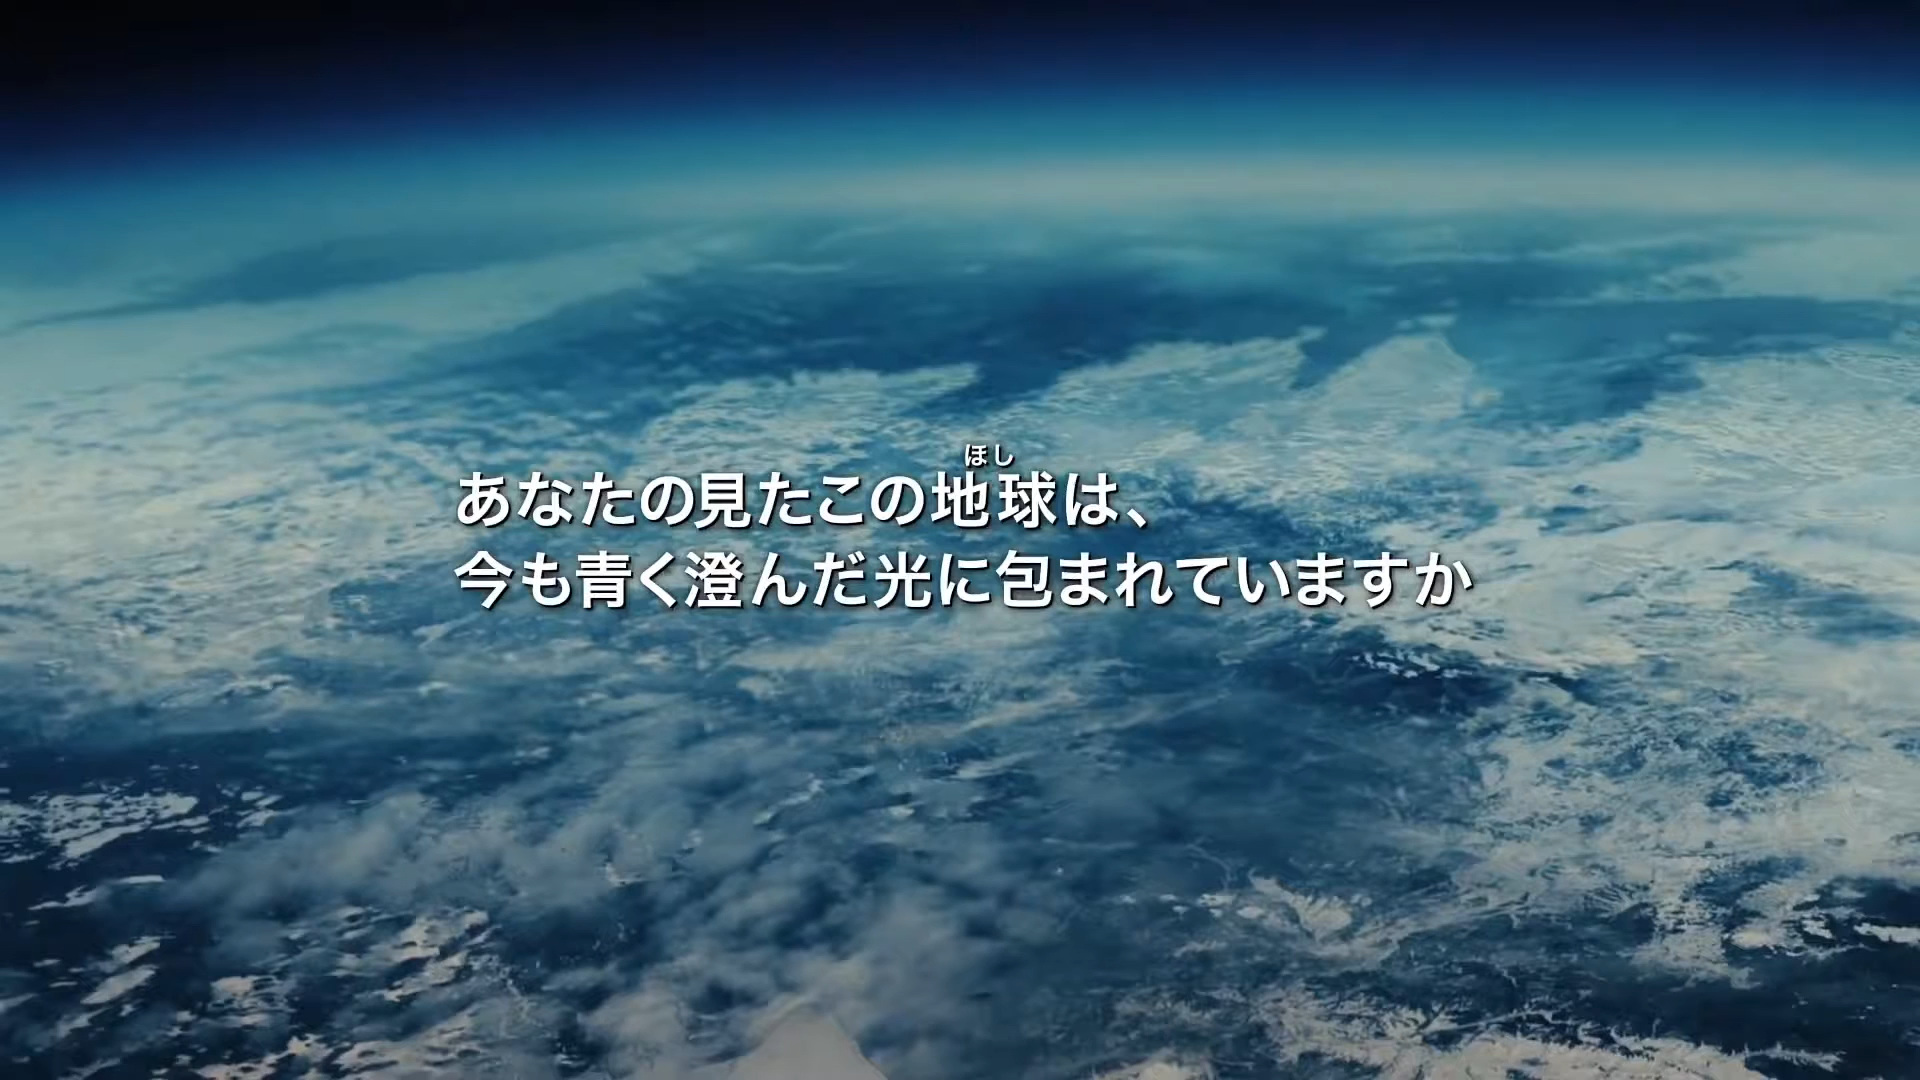 ほし
あなたの見たこの地球は、
今も青く澄んだ光に包まれていますか